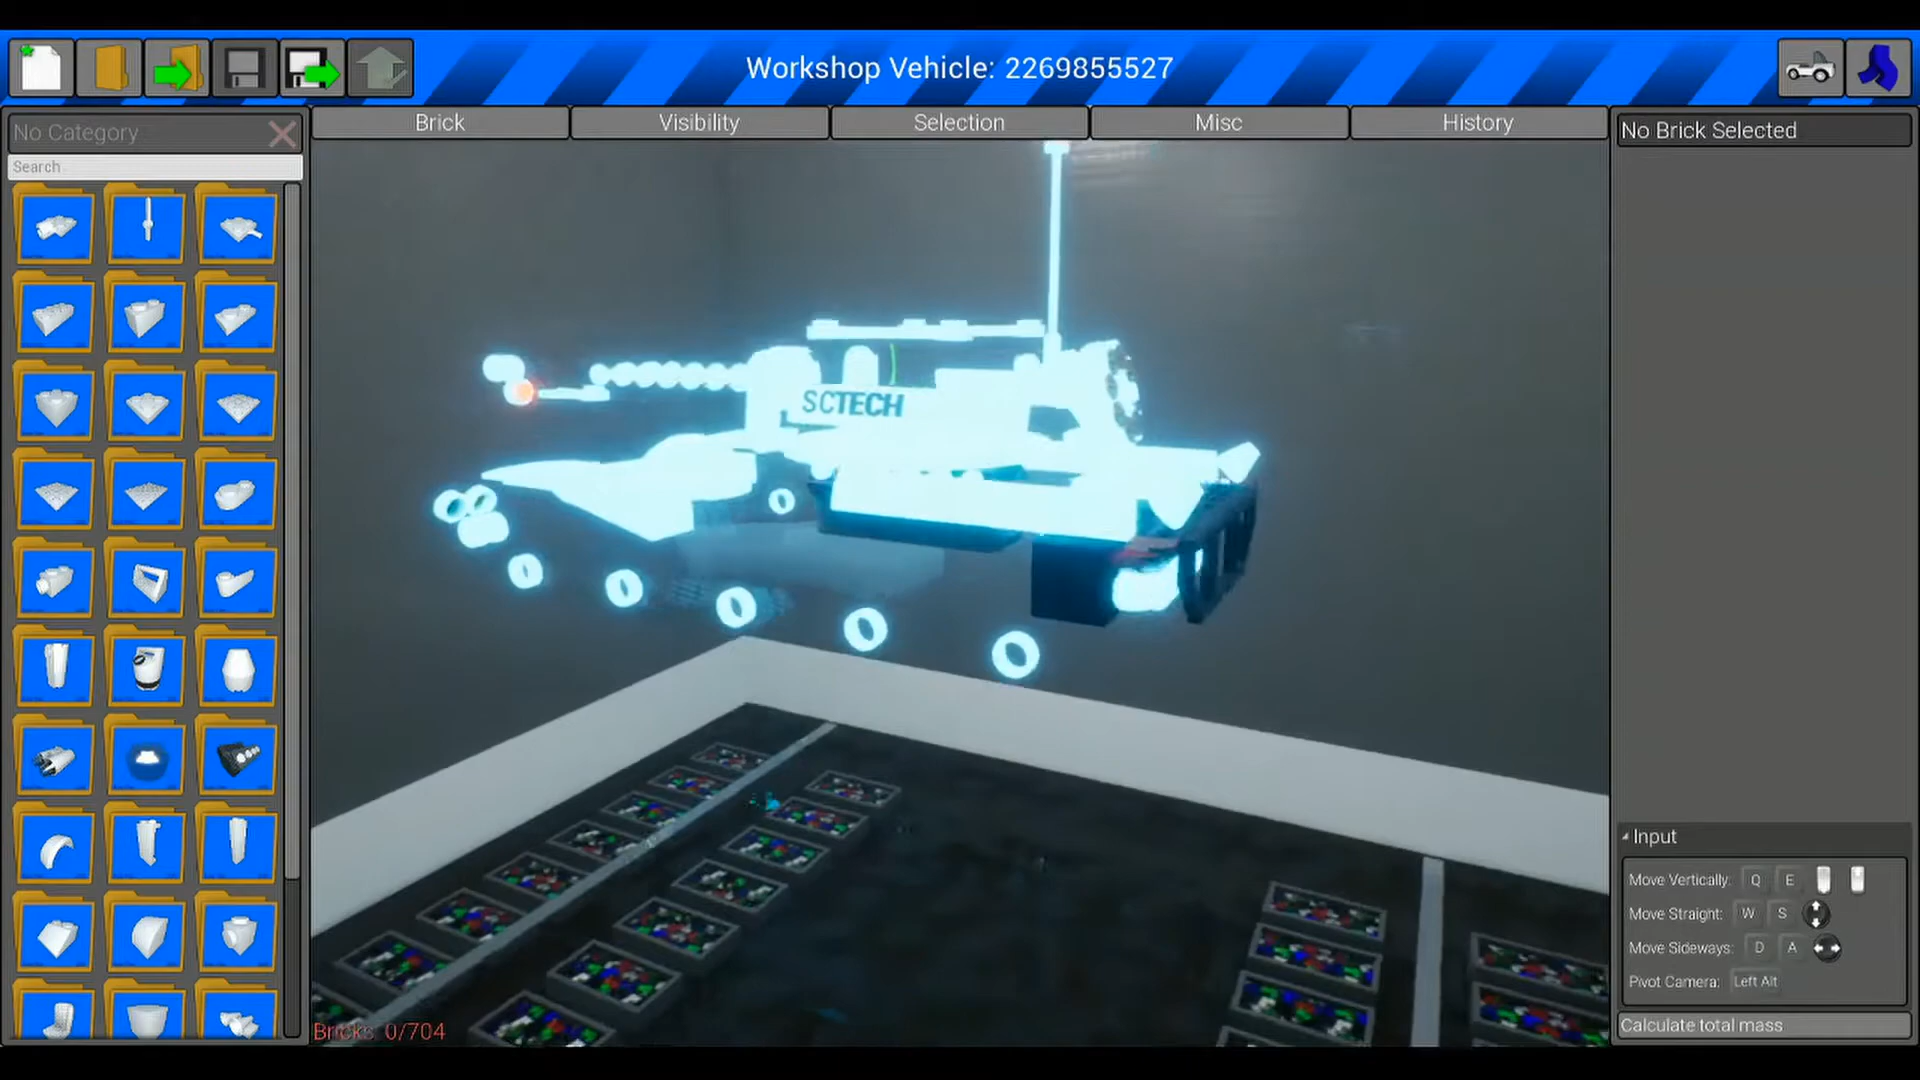 Workshop Vehicle: 2269855527
No Category
Search
Brick
Visibility
Selection
Misc
History
No Brick Selected
SCTECH
Bricks: 0/704
Input
Move Vertically: Q E
Move Straight: W S
Move Sideways: D A
Pivot Camera: Left Alt
Calculate total mass